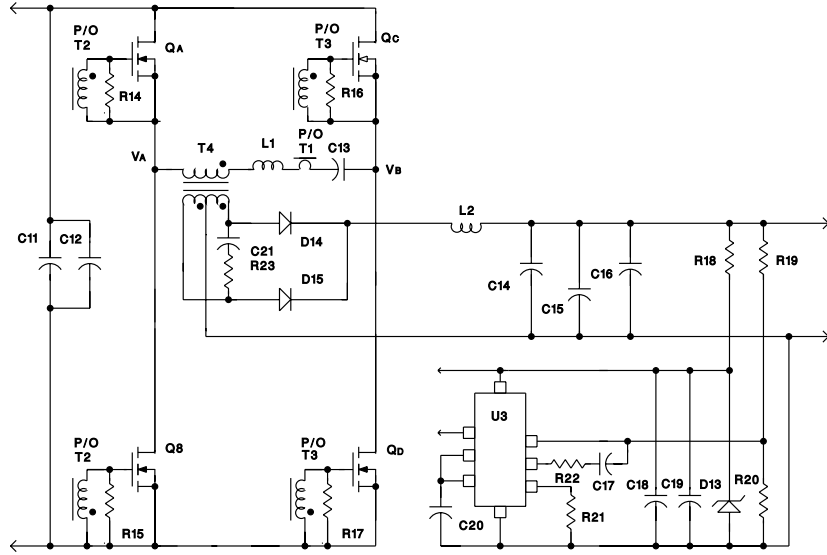 P/O
T2
QA
R14
P/O
T3
QC
R16
VA
T4
L1
P/O
T1
C13
VB
C11
C12
C21
R23
D14
D15
L2
C14
C15
C16
R18
R19
U3
P/O
T2
Q8
R15
P/O
T3
QD
R17
C20
R22
C17
R21
C18
C19
D13
R20